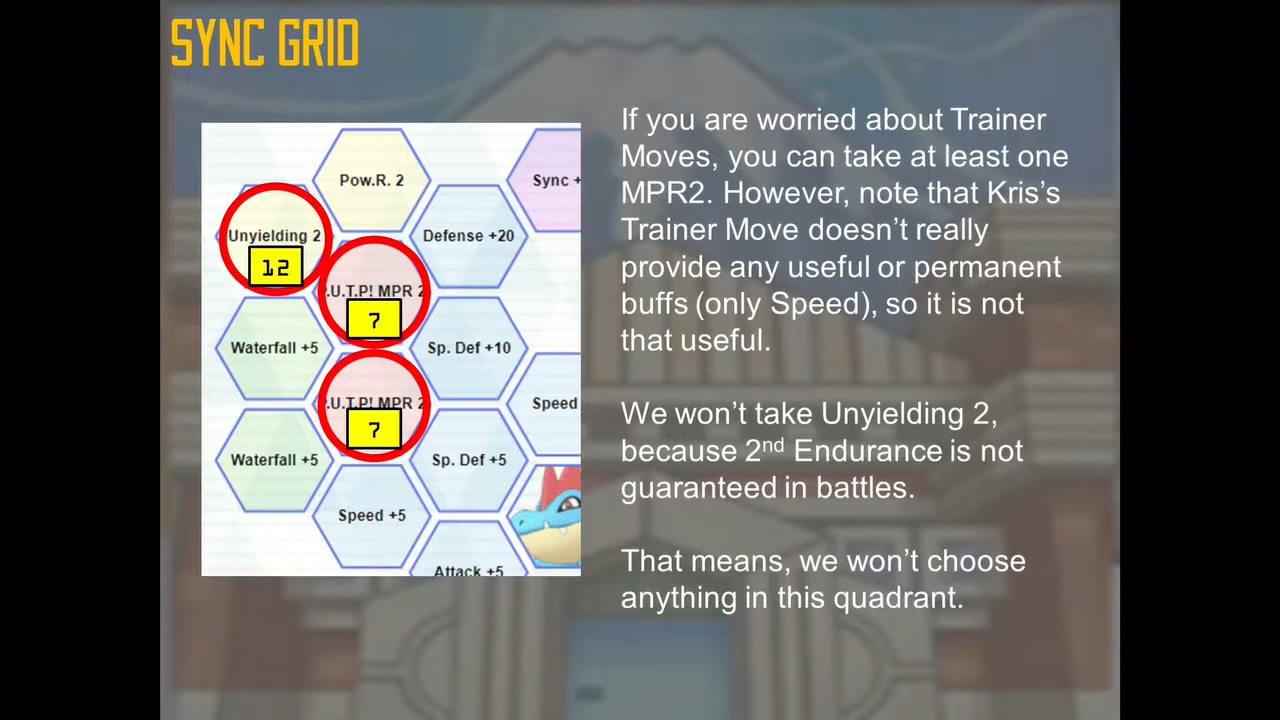 SYNC GRID
Pow.R. 2
Sync +
Unyielding 2
Defense +20
12
.U.T.P! MPR 2
7
Waterfall +5
Sp. Def +10
.U.T.P! MPR 2
Speed
7
Waterfall +5
Sp. Def +5
Speed +5
Attack +5
If you are worried about Trainer
Moves, you can take at least one
MPR2. However, note that Kris’s
Trainer Move doesn’t really
provide any useful or permanent
buffs (only Speed), so it is not
that useful.
We won’t take Unyielding 2,
because 2nd Endurance is not
guaranteed in battles.
That means, we won’t choose
anything in this quadrant.